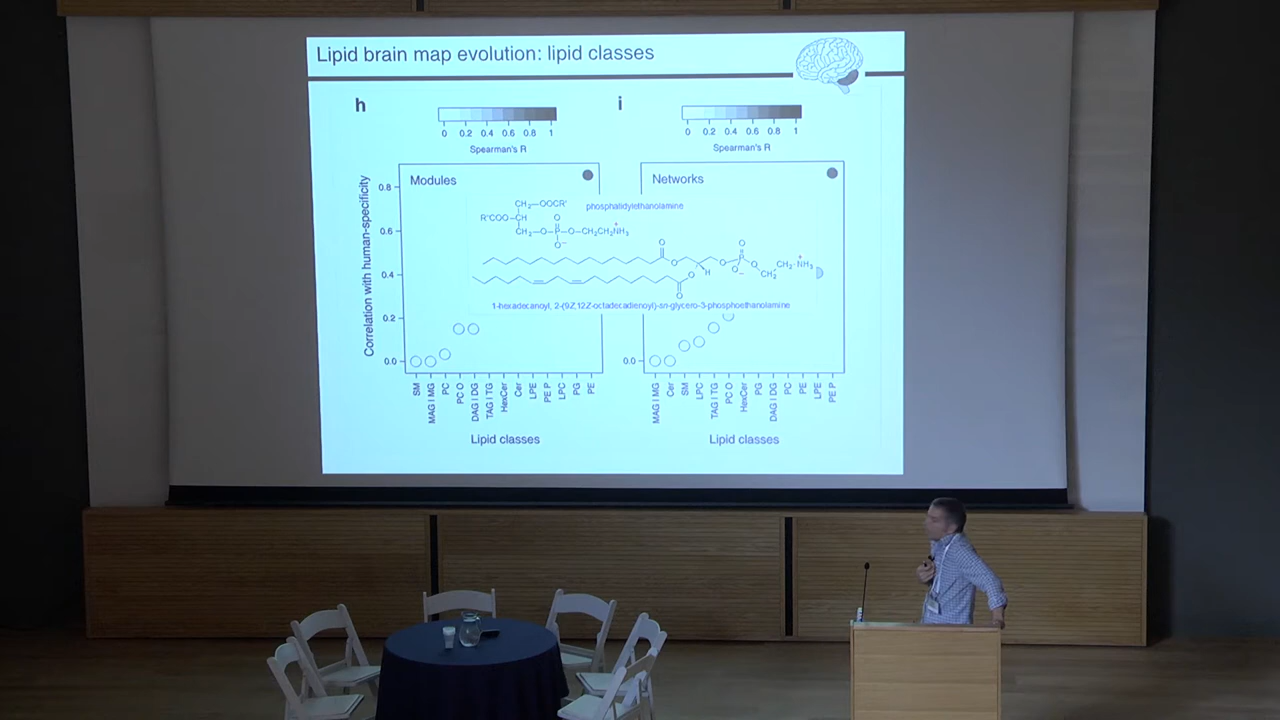 Lipid brain map evolution: lipid classes
h
0 0.2 0.4 0.6 0.8 1
Spearman's R
i
0 0.2 0.4 0.6 0.8 1
Spearman's R
Correlation with human-specificity
0.8
0.6
0.4
0.2
0.0
Modules
Networks
0.0
phosphalidylethanolamine
CH₂—OOCR'
R'COO—CH
O
CH₂—O—P—O—CH₂CH₂NH₃
+
O⁻
O
O
H
O
O
O
O
P
O⁻
O
CH₂
CH₂
NH₃
+
1-hexadecanoyl, 2-(9Z,12Z-octadecadienoyl)-sn-glycero-3-phosphoethanolamine
SM
MAG | MG
PC
PC O
DAG | DG
TAG | TG
HexCer
Cer
LPE
PE P
LPC
PG
PE
Lipid classes
MAG | MG
Cer
SM
LPC
TAG | TG
PC O
HexCer
PG
DAG | DG
PC
PE
LPE
PE P
Lipid classes